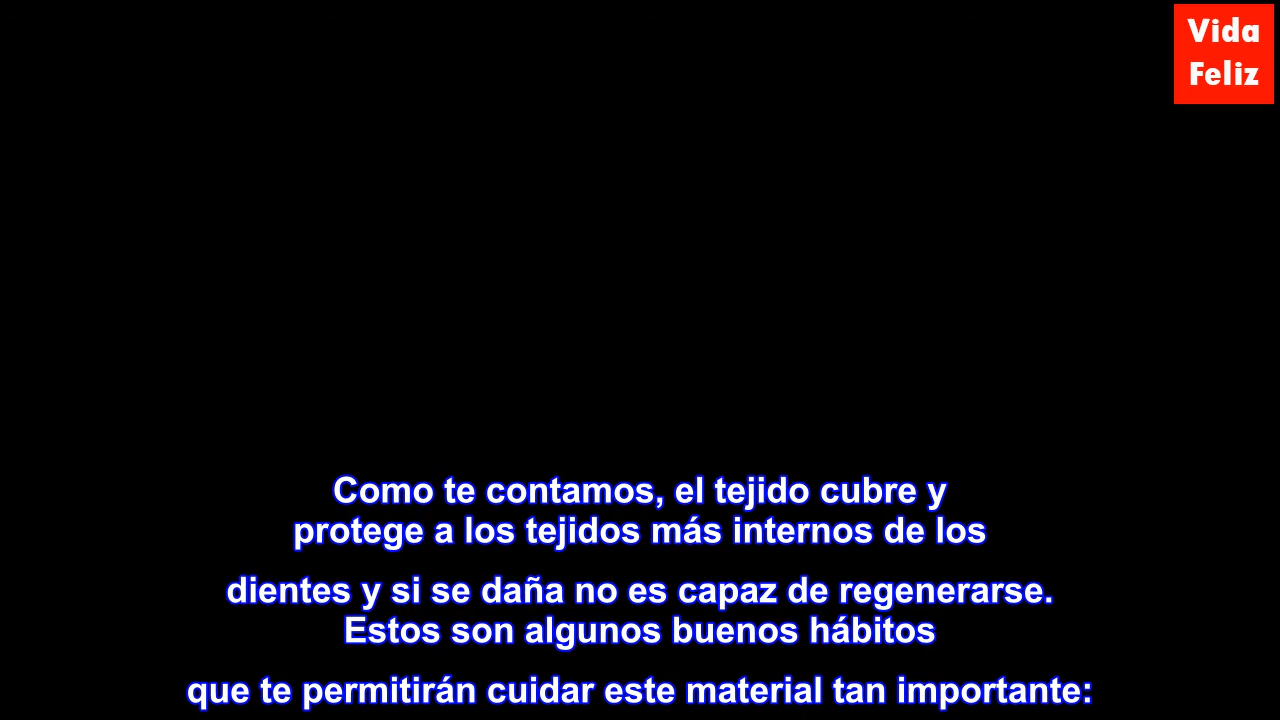 Vida
Feliz
Como te contamos, el tejido cubre y
protege a los tejidos más internos de los
dientes y si se daña no es capaz de regenerarse.
Estos son algunos buenos hábitos
que te permitirán cuidar este material tan importante: